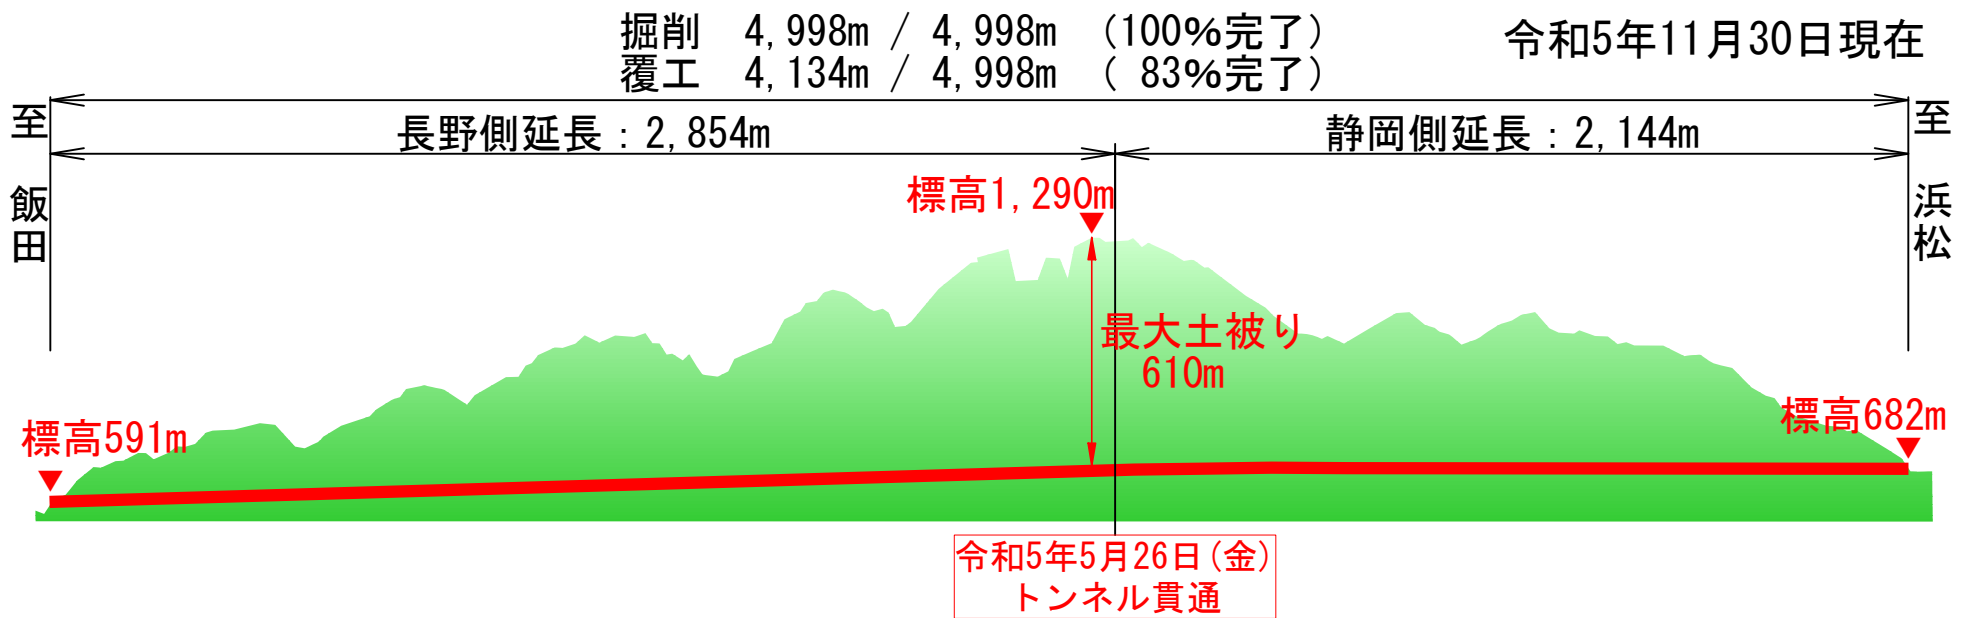 掘削 4,998m / 4,998m (100%完了)
覆工 4,134m / 4,998m ( 83%完了)
令和5年11月30日現在
至 飯田
長野側延長：2,854m
静岡側延長：2,144m
至 浜松
標高1,290m
最大土被り
610m
標高591m
標高682m
令和5年5月26日(金)
トンネル貫通